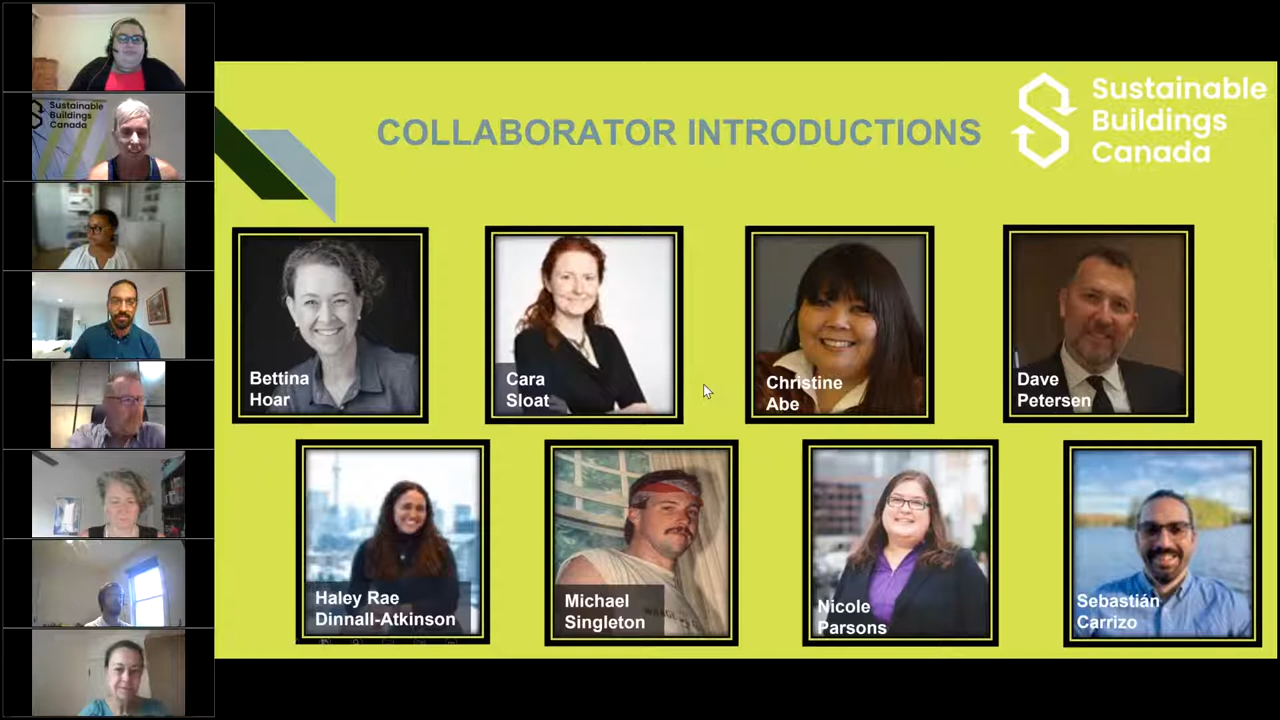 Sustainable
Buildings
Canada
COLLABORATOR INTRODUCTIONS
Sustainable
Buildings
Canada
Bettina
Hoar
Cara
Sloat
Christine
Abe
Dave
Petersen
Haley Rae
Dinnall-Atkinson
Michael
Singleton
Nicole
Parsons
Sebastián
Carrizo